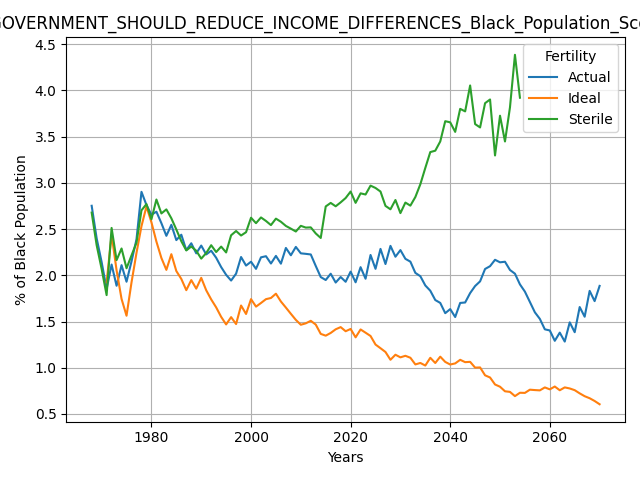 GOVERNMENT_SHOULD_REDUCE_INCOME_DIFFERENCES_Black_Population_Sc
4.5
4.0
3.5
3.0
2.5
2.0
1.5
1.0
0.5
% of Black Population
Fertility
Actual
Ideal
Sterile
1980
2000
2020
2040
2060
Years